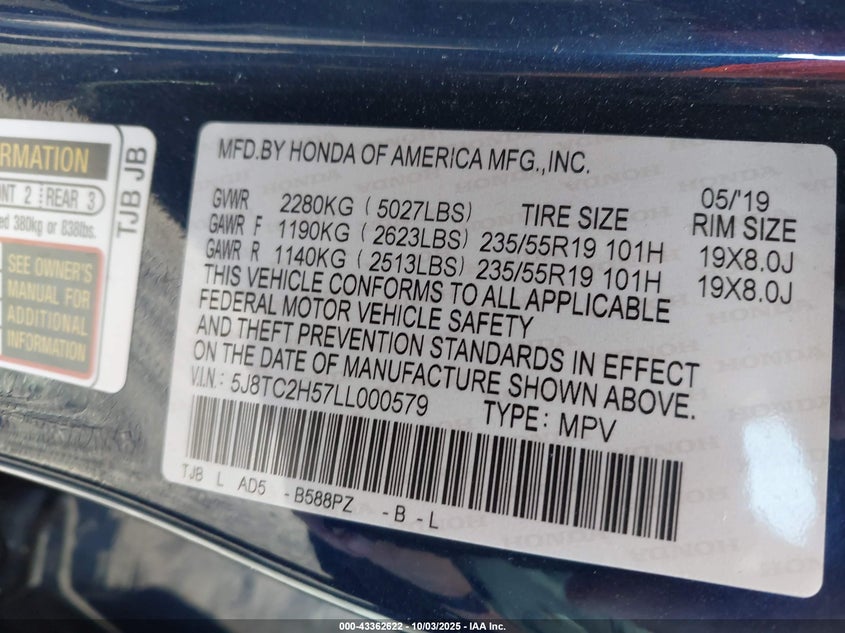 RMATION
NT 2 REAR 3
ed 380kg or 838lbs.
SEE OWNER'S
MANUAL FOR
ADDITIONAL
INFORMATION
TJB JB
MFD.BY HONDA OF AMERICA MFG.,INC.
05/'19
GVWR 2280KG (5027LBS) TIRE SIZE RIM SIZE
GAWR F 1190KG (2623LBS) 235/55R19 101H 19X8.0J
GAWR R 1140KG (2513LBS) 235/55R19 101H 19X8.0J
THIS VEHICLE CONFORMS TO ALL APPLICABLE
FEDERAL MOTOR VEHICLE SAFETY
AND THEFT PREVENTION STANDARDS IN EFFECT
ON THE DATE OF MANUFACTURE SHOWN ABOVE.
V.I.N.: 5J8TC2H57LL000579 TYPE: MPV
TJB L AD5 -B588PZ -B-L
000-43362622 - 10/03/2025 - IAA Inc.